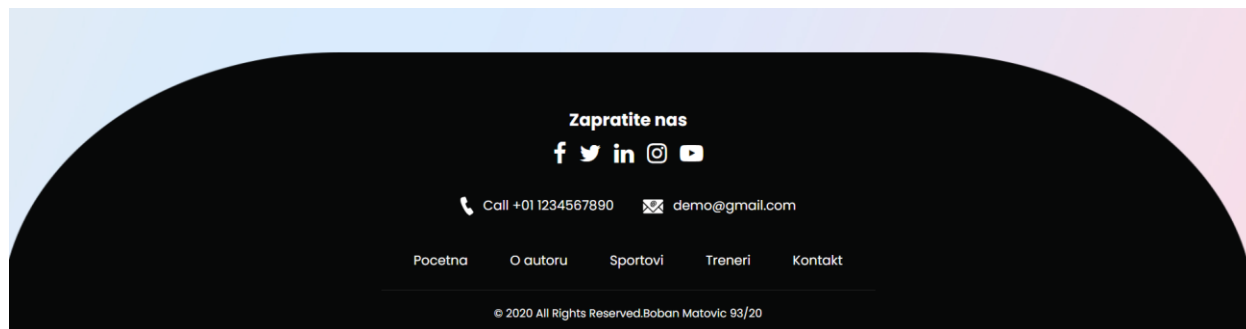 Zapratite nas
Call +01 1234567890 demo@gmail.com
Pocetna O autoru Sportovi Treneri Kontakt
© 2020 All Rights Reserved.Boban Matovic 93/20